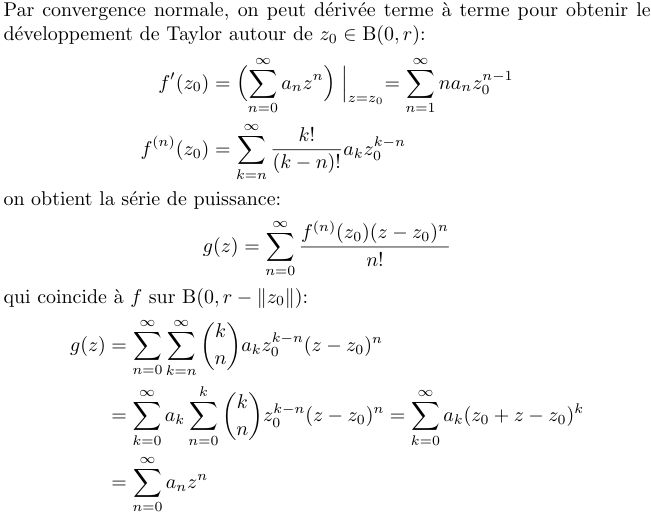 Par convergence normale, on peut dérivée terme à terme pour obtenir le
développement de Taylor autour de $z_0 \in \mathrm{B}(0, r)$:
$f'(z_0) = \Big(\sum_{n=0}^{\infty} a_n z^n\Big)\Big|_{z=z_0} = \sum_{n=1}^{\infty} n a_n z_0^{n-1}$
$f^{(n)}(z_0) = \sum_{k=n}^{\infty} \frac{k!}{(k-n)!} a_k z_0^{k-n}$
on obtient la série de puissance:
$g(z) = \sum_{n=0}^{\infty} \frac{f^{(n)}(z_0)(z-z_0)^n}{n!}$
qui coincide à $f$ sur $\mathrm{B}(0, r - \|z_0\|)$:
$g(z) = \sum_{n=0}^{\infty} \sum_{k=n}^{\infty} \binom{k}{n} a_k z_0^{k-n} (z-z_0)^n$
$= \sum_{k=0}^{\infty} a_k \sum_{n=0}^{k} \binom{k}{n} z_0^{k-n} (z-z_0)^n = \sum_{k=0}^{\infty} a_k (z_0 + z - z_0)^k$
$= \sum_{n=0}^{\infty} a_n z^n$